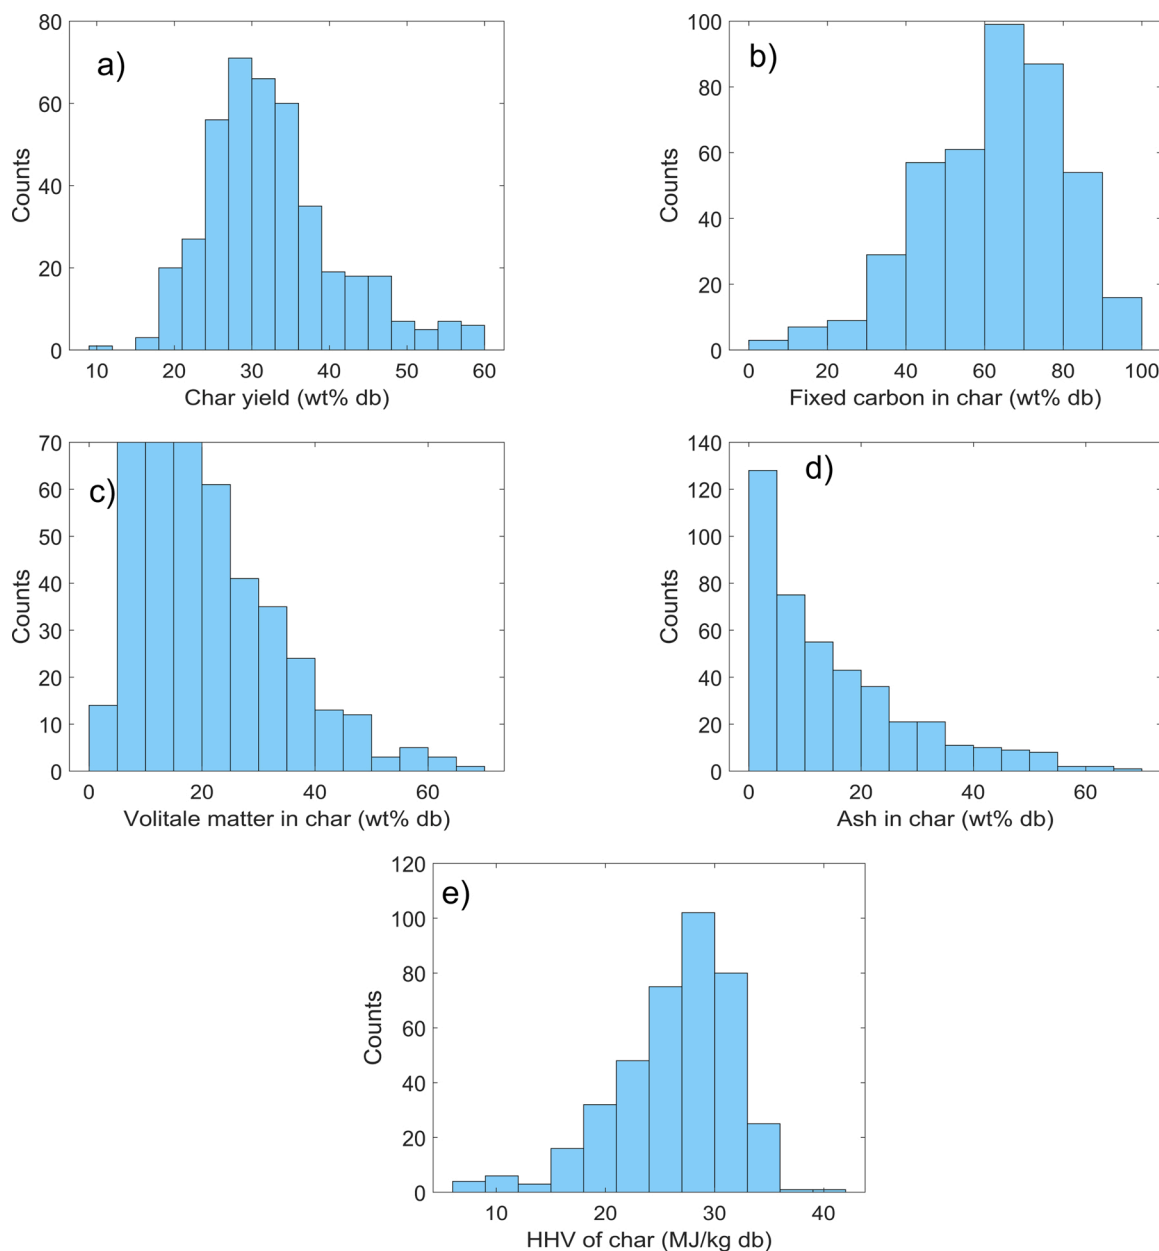 a)
80
60
40
20
0
Counts
10 20 30 40 50 60
Char yield (wt% db)
b)
100
80
60
40
20
0
Counts
0 20 40 60 80 100
Fixed carbon in char (wt% db)
c)
70
60
50
40
30
20
10
0
Counts
0 20 40 60
Volitale matter in char (wt% db)
d)
140
120
100
80
60
40
20
0
Counts
0 20 40 60
Ash in char (wt% db)
e)
120
100
80
60
40
20
0
Counts
10 20 30 40
HHV of char (MJ/kg db)